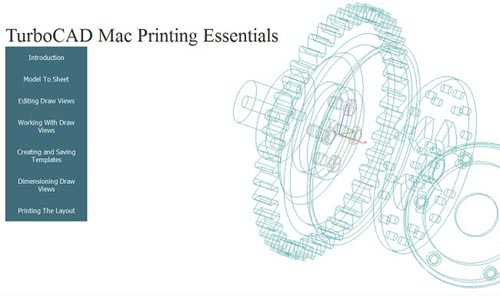 TurboCAD Mac Printing Essentials
Introduction
Model To Sheet
Editing Draw Views
Working With Draw
Views
Creating and Saving
Templates
Dimensioning Draw
Views
Printing The Layout